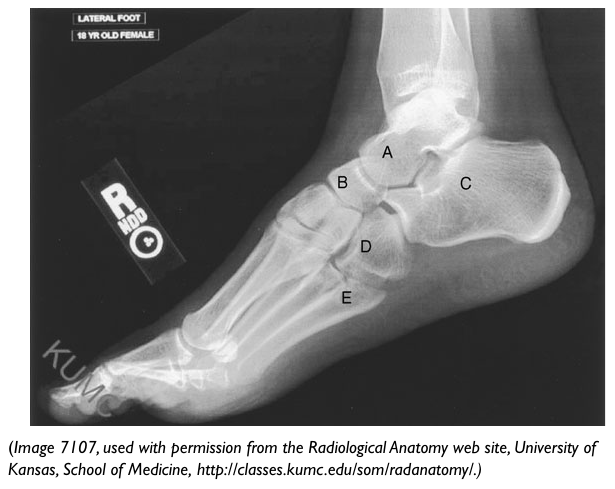 LATERAL FOOT
18 YR OLD FEMALE
R
HDD
A
B
C
D
E
KUMC
(Image 7107, used with permission from the Radiological Anatomy web site, University of
Kansas, School of Medicine, http://classes.kumc.edu/som/radanatomy/.)